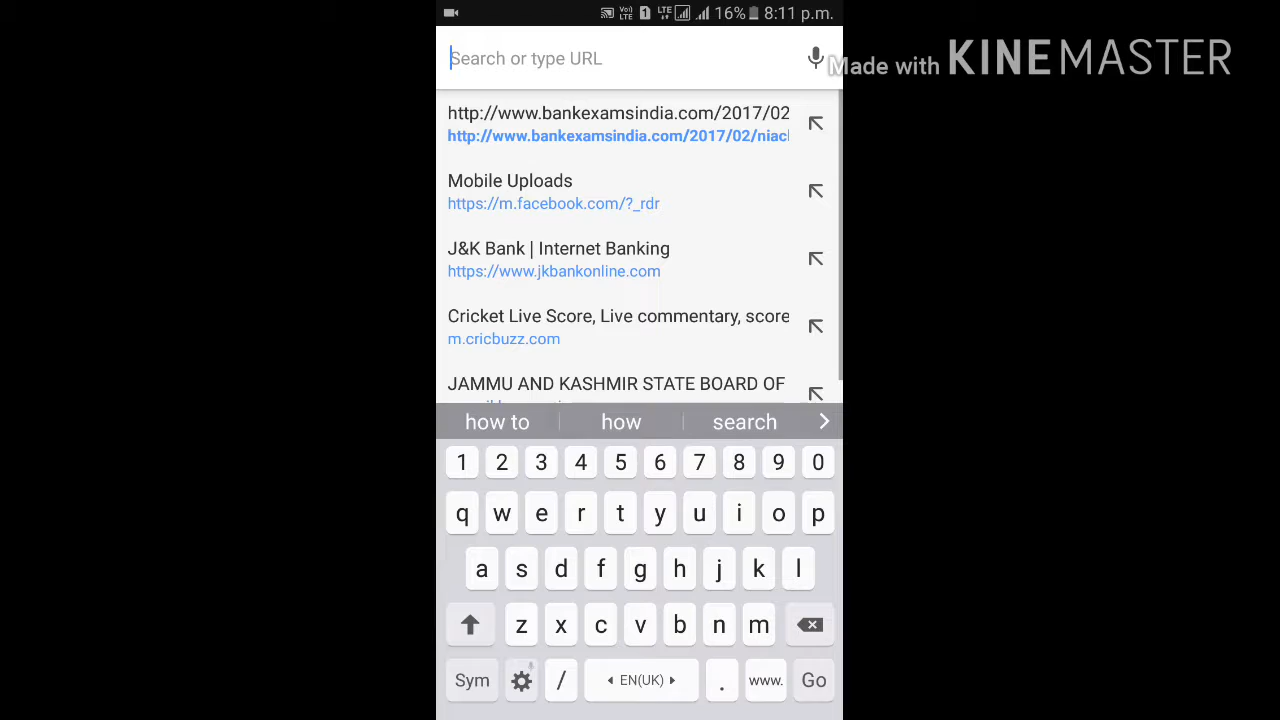 Vo) LTE 1 LTE 16% 8:11 p.m.
Search or type URL
Made with KINEMASTER
http://www.bankexamsindia.com/2017/02
http://www.bankexamsindia.com/2017/02/niacl
Mobile Uploads
https://m.facebook.com/?_rdr
J&K Bank | Internet Banking
https://www.jkbankonline.com
Cricket Live Score, Live commentary, score
m.cricbuzz.com
JAMMU AND KASHMIR STATE BOARD OF
how to how search
1 2 3 4 5 6 7 8 9 0
q w e r t y u i o p
a s d f g h j k l
z x c v b n m
Sym / EN(UK) . www. Go